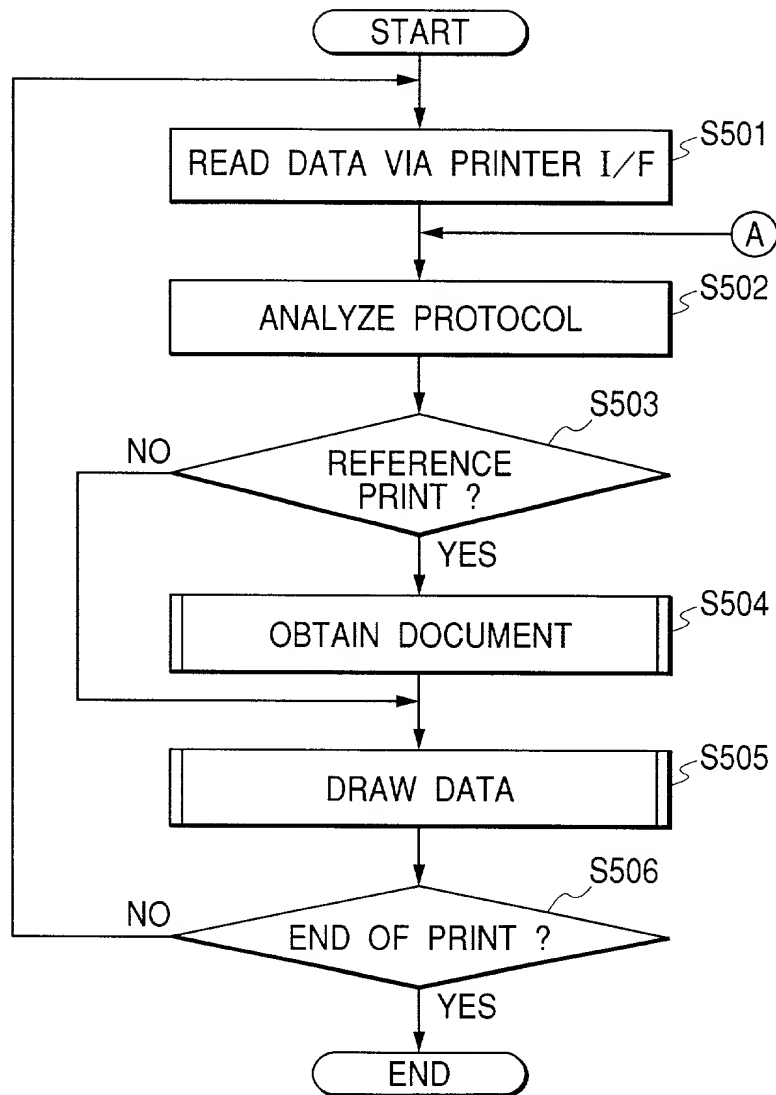 START
S501
READ DATA VIA PRINTER I/F
A
S502
ANALYZE PROTOCOL
S503
NO
REFERENCE
PRINT ?
YES
S504
OBTAIN DOCUMENT
S505
DRAW DATA
S506
NO
END OF PRINT ?
YES
END